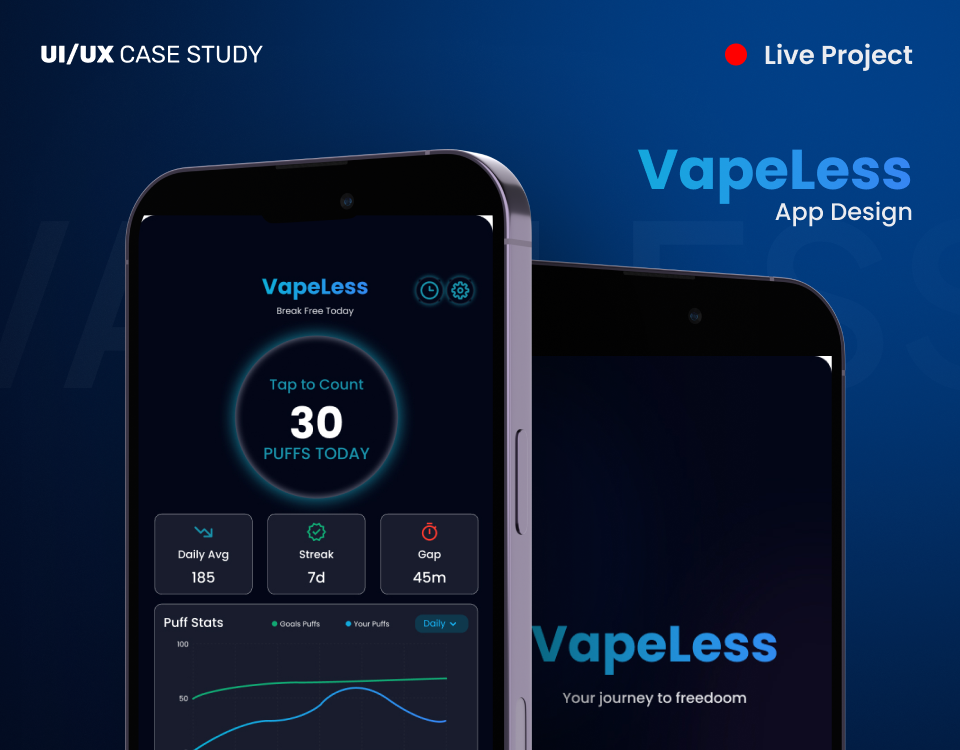 UI/UX CASE STUDY
Live Project
VapeLess
App Design
VapeLess
Break Free Today
Tap to Count
30
PUFFS TODAY
Daily Avg
185
Streak
7d
Gap
45m
Puff Stats
Goals Puffs
Your Puffs
Daily
100
50
VapeLess
Your journey to freedoom
VAPELESS